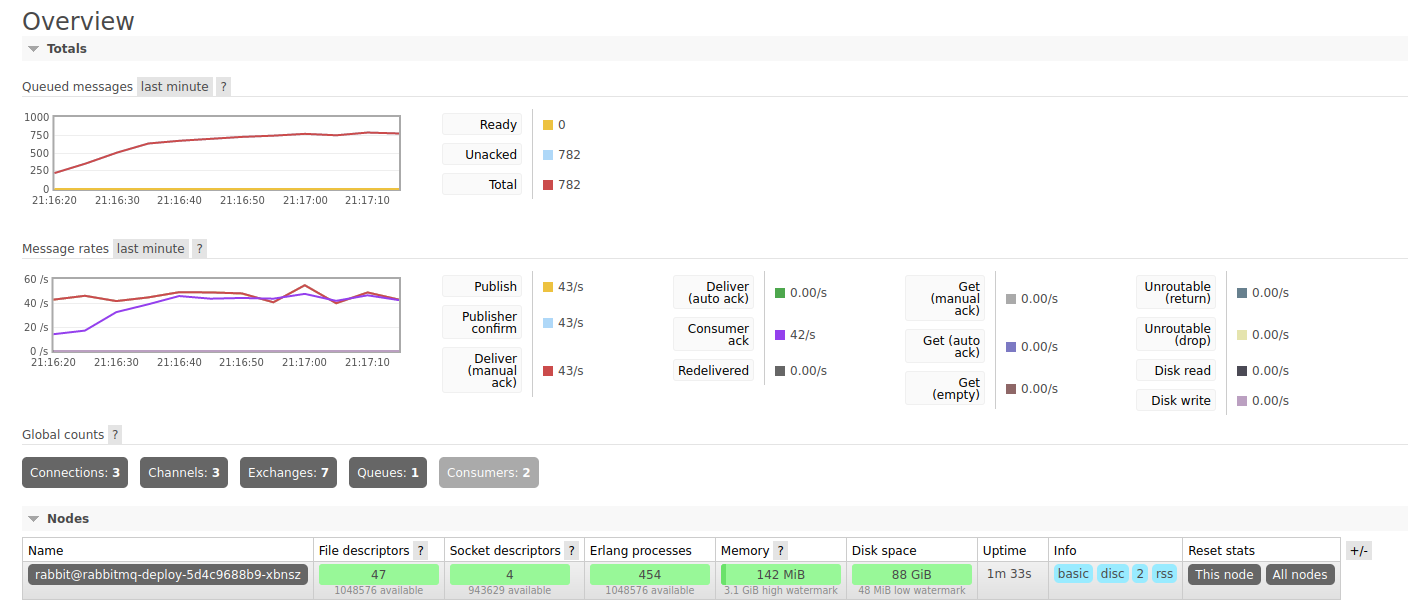 Overview
Totals
Queued messages last minute ?
1000
750
500
250
0
21:16:20 21:16:30 21:16:40 21:16:50 21:17:00 21:17:10
Ready 0
Unacked 782
Total 782
Message rates last minute ?
60 /s
40 /s
20 /s
0 /s
21:16:20 21:16:30 21:16:40 21:16:50 21:17:00 21:17:10
Publish 43/s
Publisher
confirm 43/s
Deliver
(manual
ack) 43/s
Deliver
(auto ack) 0.00/s
Consumer
ack 42/s
Redelivered 0.00/s
Get
(manual
ack) 0.00/s
Get (auto
ack) 0.00/s
Get
(empty) 0.00/s
Unroutable
(return) 0.00/s
Unroutable
(drop) 0.00/s
Disk read 0.00/s
Disk write 0.00/s
Global counts ?
Connections: 3 Channels: 3 Exchanges: 7 Queues: 1 Consumers: 2
Nodes
Name File descriptors ? Socket descriptors ? Erlang processes Memory ? Disk space Uptime Info Reset stats +/-
rabbit@rabbitmq-deploy-5d4c9688b9-xbnsz 47 4 454 142 MiB 88 GiB 1m 33s basic disc 2 rss This node All nodes
1048576 available 943629 available 1048576 available 3.1 GiB high watermark 48 MiB low watermark